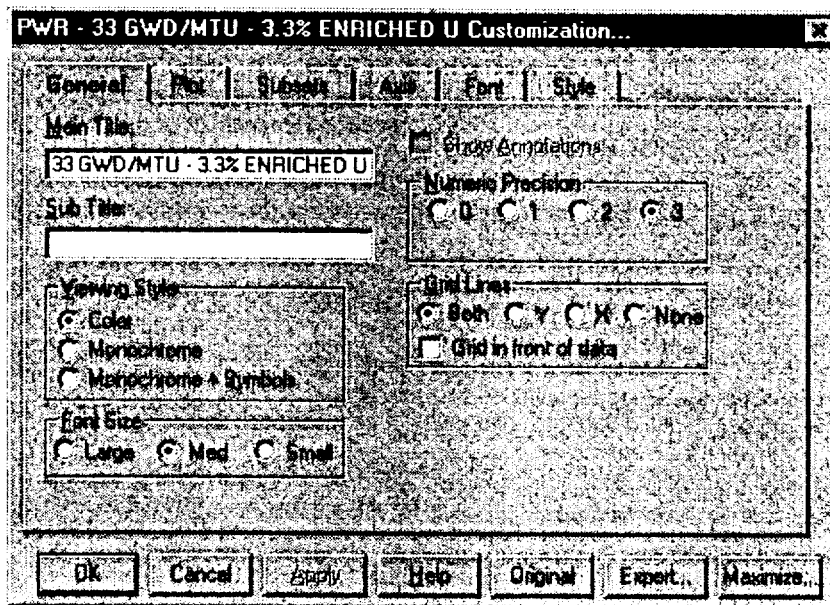 PWR - 33 GWD/MTU - 3.3% ENRICHED U Customization...
General Plot Subsets Axis Font Style
Main Title:
33 GWD/MTU - 3.3% ENRICHED U
Sub Title:
Viewing Style
Color
Monochrome
Monochrome + Symbols
Font Size
Large Med Small
Show Annotations
Numeric Precision
0 1 2 3
Grid Lines
Both Y X None
Grid in front of data
OK Cancel Apply Help Original Export... Maximize...